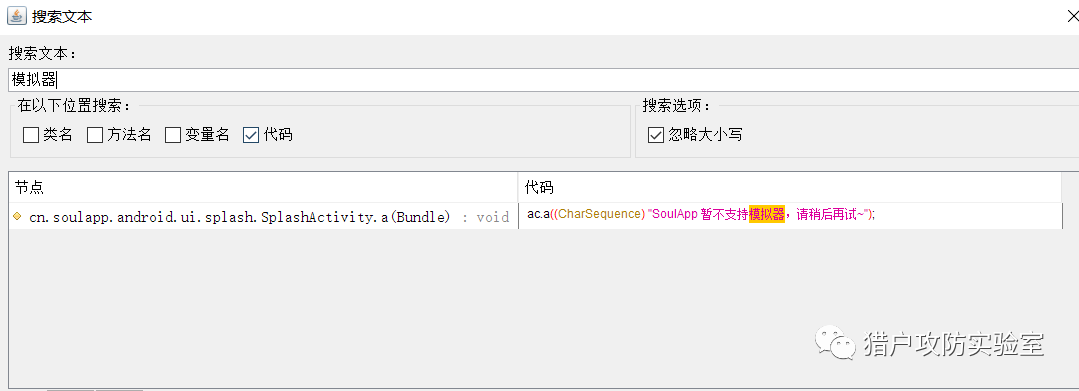 搜索文本
搜索文本：
模拟器
在以下位置搜索：
搜索选项：
类名 方法名 变量名 代码
忽略大小写
节点 代码
cn.soulapp.android.ui.splash.SplashActivity.a(Bundle) : void ac.a((CharSequence) "SoulApp 暂不支持模拟器，请稍后再试~");
猎户攻防实验室